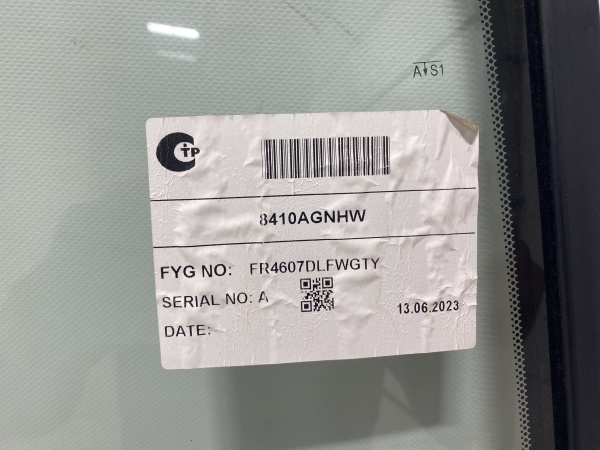 A↓S1
TP
8410AGNHW
FYG NO: FR4607DLFWGTY
SERIAL NO: A
13.06.2023
DATE: